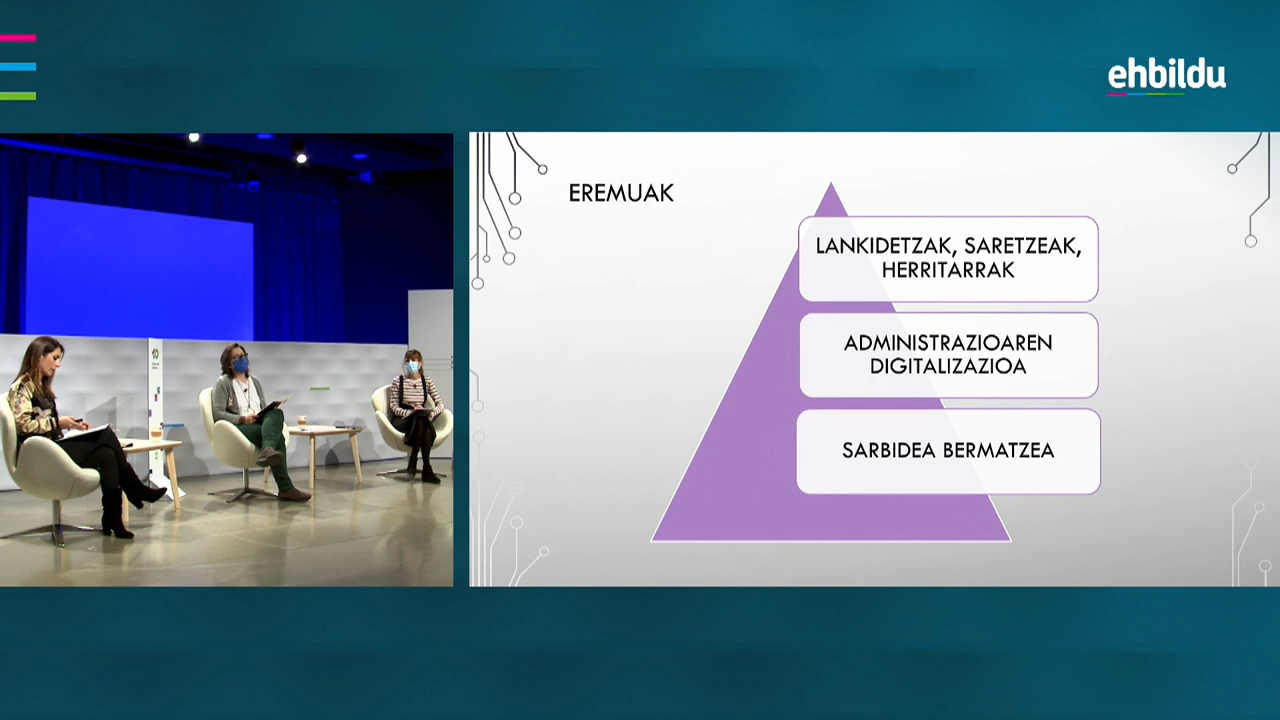 ehbildu
EREMUAK
LANKIDETZAK, SARETZEAK,
HERRITARRAK
ADMINISTRAZIOAREN
DIGITALIZAZIOA
SARBIDEA BERMATZEA